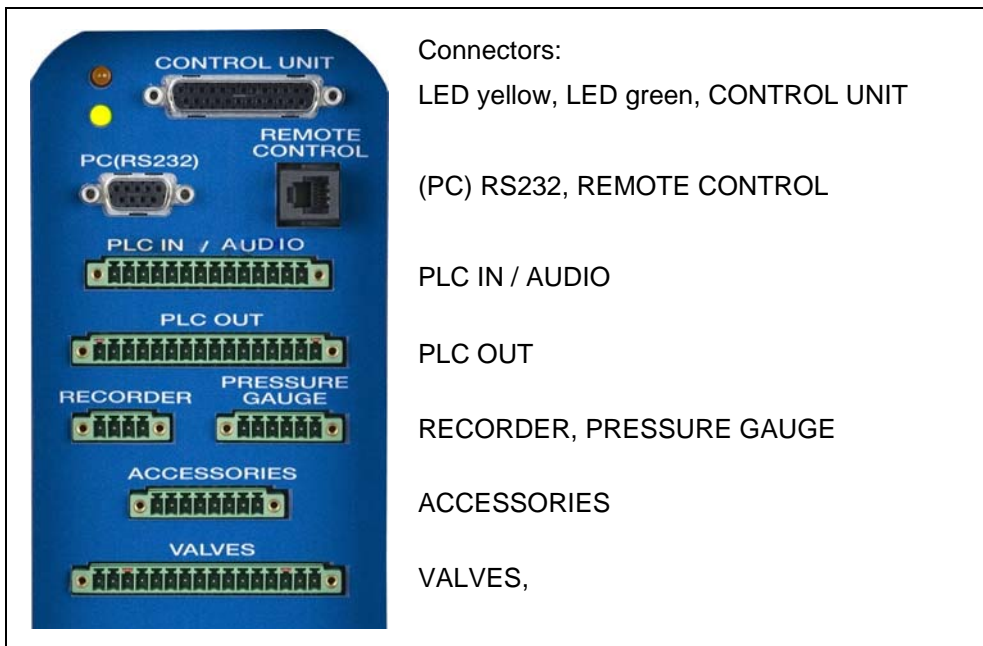 CONTROL UNIT
REMOTE
CONTROL
PC(RS232)
PLC IN / AUDIO
PLC OUT
RECORDER
PRESSURE
GAUGE
ACCESSORIES
VALVES
Connectors:
LED yellow, LED green, CONTROL UNIT
(PC) RS232, REMOTE CONTROL
PLC IN / AUDIO
PLC OUT
RECORDER, PRESSURE GAUGE
ACCESSORIES
VALVES,